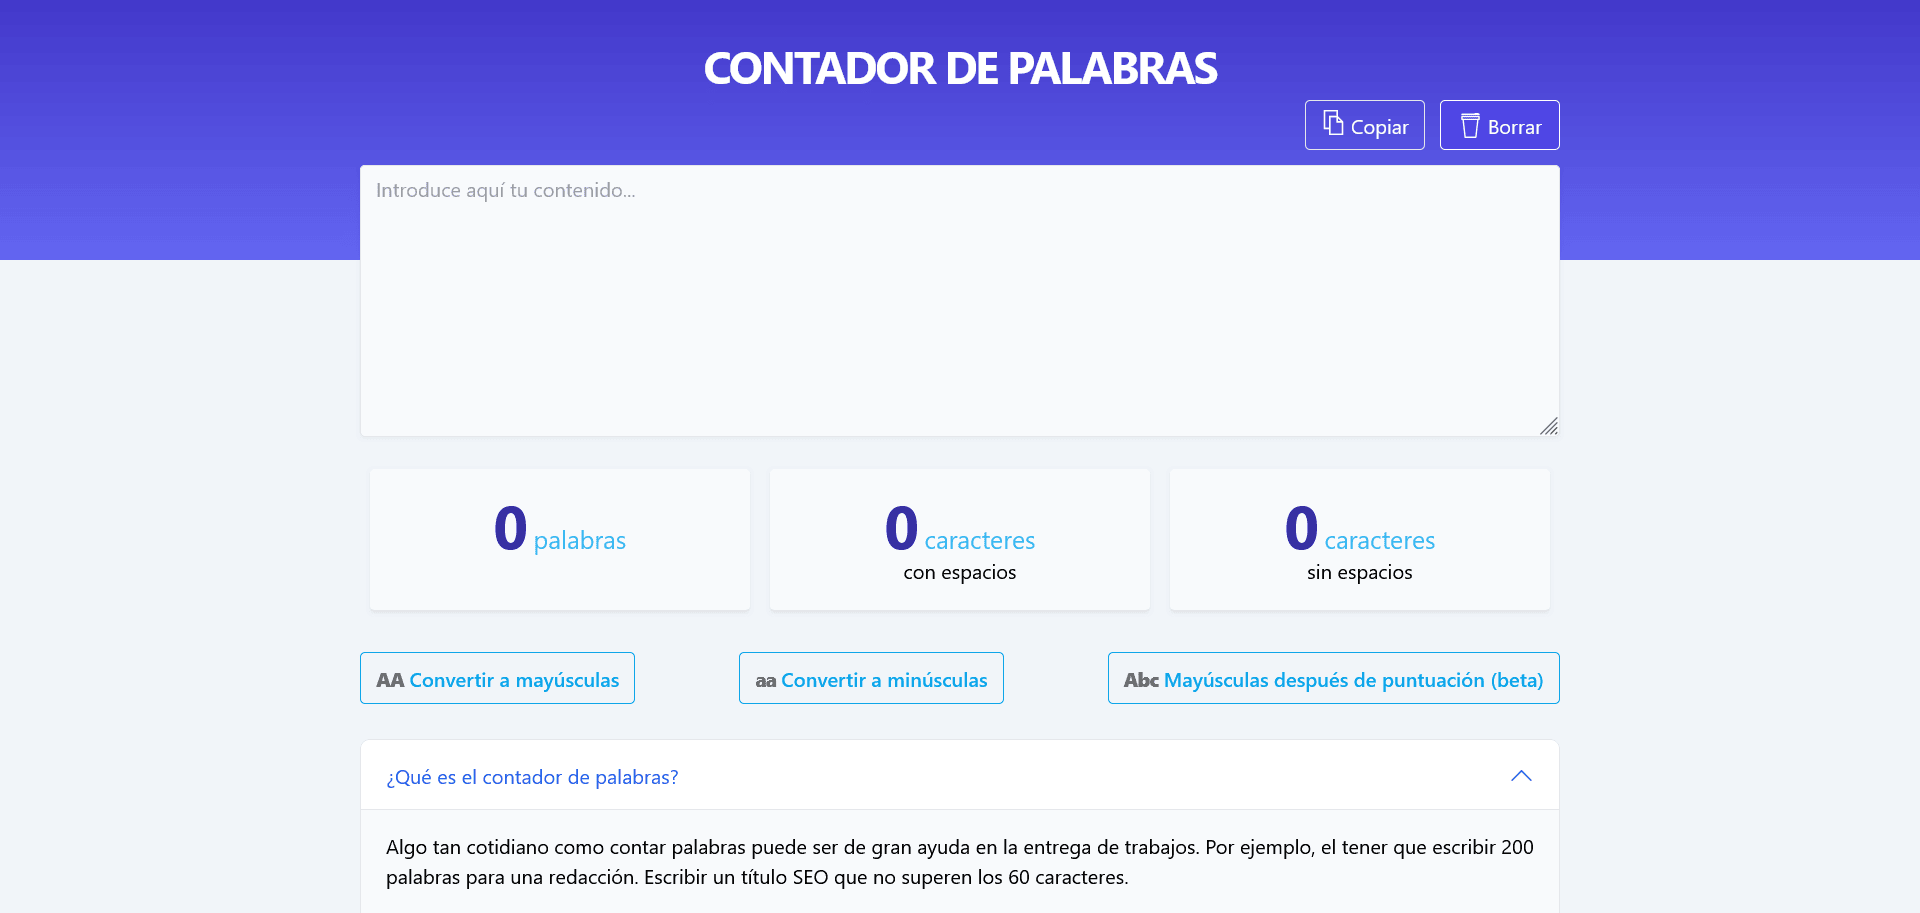 CONTADOR DE PALABRAS
Copiar
Borrar
Introduce aquí tu contenido...
0 palabras
0 caracteres
con espacios
0 caracteres
sin espacios
AA Convertir a mayúsculas
aa Convertir a minúsculas
Abc Mayúsculas después de puntuación (beta)
¿Qué es el contador de palabras?
Algo tan cotidiano como contar palabras puede ser de gran ayuda en la entrega de trabajos. Por ejemplo, el tener que escribir 200
palabras para una redacción. Escribir un título SEO que no superen los 60 caracteres.